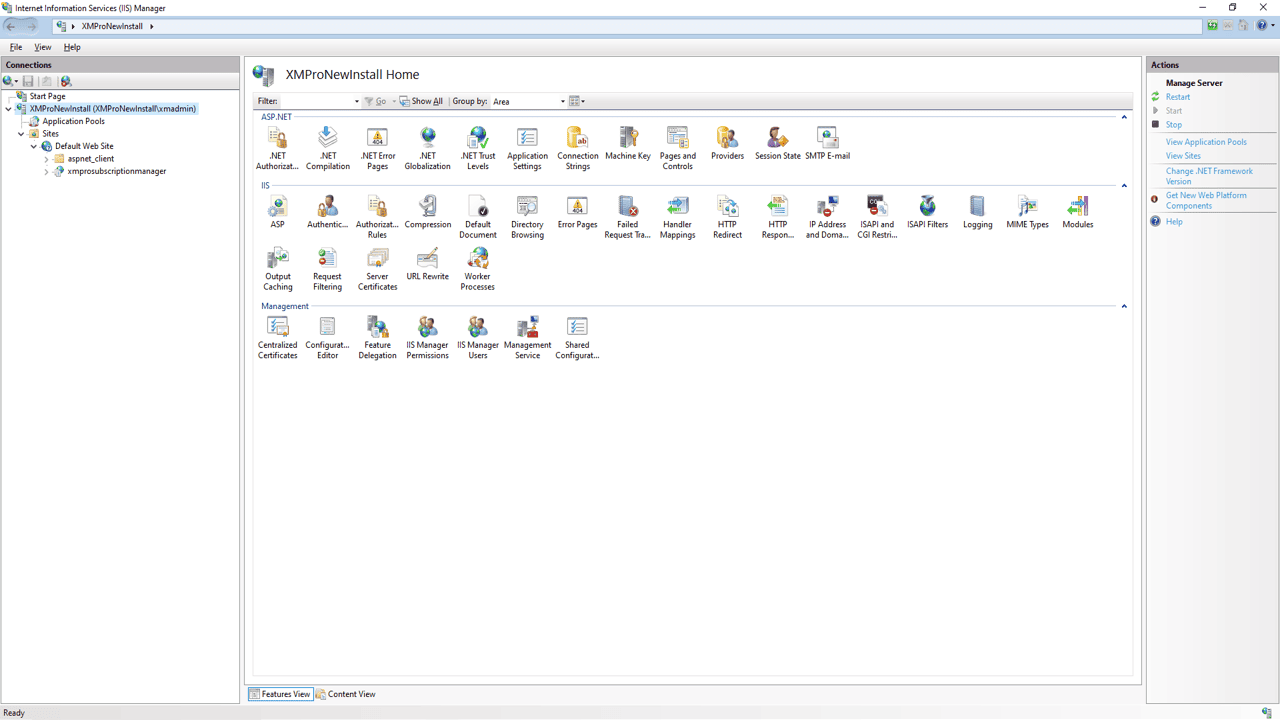 Internet Information Services (IIS) Manager
XMProNewInstall
File View Help
Connections
Start Page
XMProNewInstall (XMProNewInstall\xmadmin)
Application Pools
Sites
Default Web Site
aspnet_client
xmprosubscriptionmanager
XMProNewInstall Home
Filter: Go Show All Group by: Area
ASP.NET
.NET Authorizat...
.NET Compilation
.NET Error Pages
.NET Globalization
.NET Trust Levels
Application Settings
Connection Strings
Machine Key
Pages and Controls
Providers
Session State
SMTP E-mail
IIS
ASP
Authentic...
Authorizat... Rules
Compression
Default Document
Directory Browsing
Error Pages
Failed Request Tra...
Handler Mappings
HTTP Redirect
HTTP Respon...
IP Address and Doma...
ISAPI and CGI Restri...
ISAPI Filters
Logging
MIME Types
Modules
Output Caching
Request Filtering
Server Certificates
URL Rewrite
Worker Processes
Management
Centralized Certificates
Configurat... Editor
Feature Delegation
IIS Manager Permissions
IIS Manager Users
Management Service
Shared Configurat...
Features View Content View
Actions
Manage Server
Restart
Start
Stop
View Application Pools
View Sites
Change .NET Framework
Version
Get New Web Platform
Components
Help
Ready